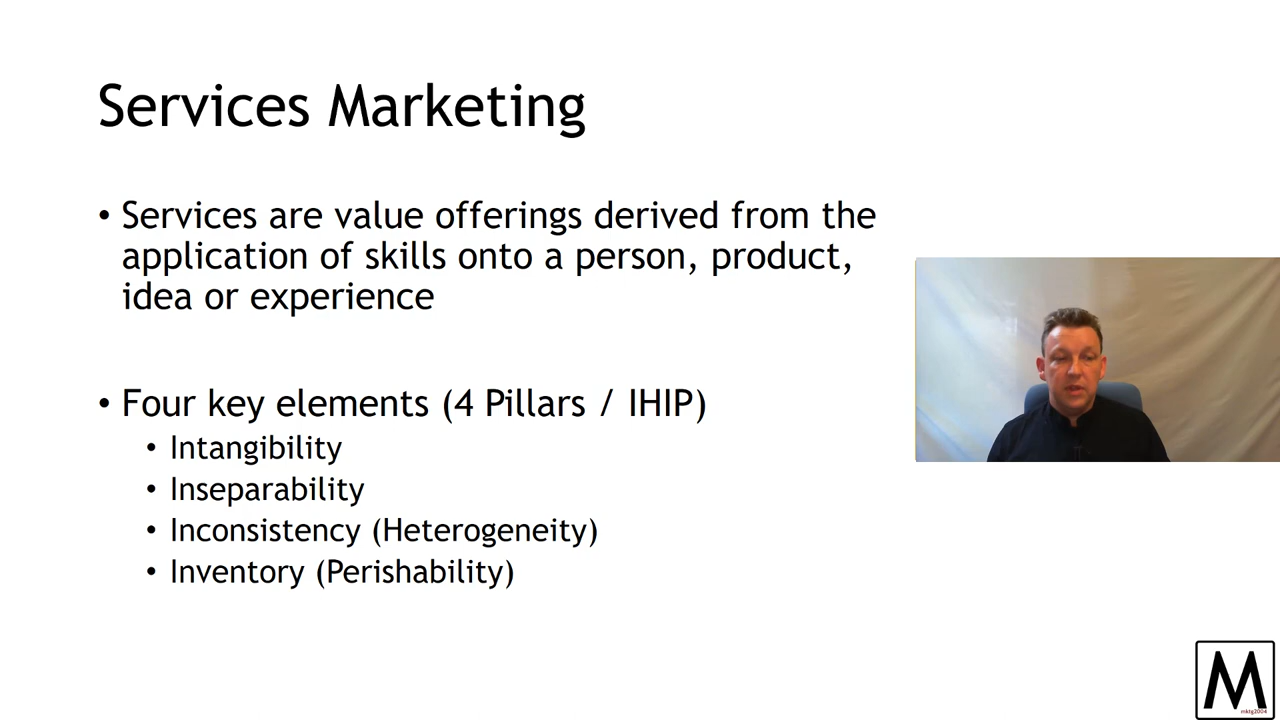 Services Marketing
• Services are value offerings derived from the
application of skills onto a person, product,
idea or experience
• Four key elements (4 Pillars / IHIP)
• Intangibility
• Inseparability
• Inconsistency (Heterogeneity)
• Inventory (Perishability)
M
mktg2004